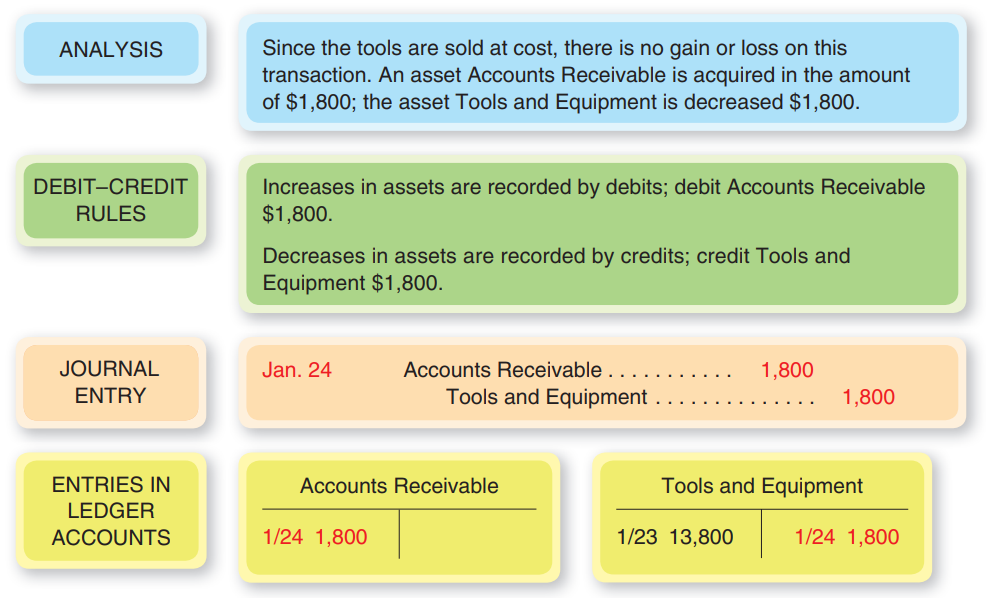 ANALYSIS
Since the tools are sold at cost, there is no gain or loss on this
transaction. An asset Accounts Receivable is acquired in the amount
of $1,800; the asset Tools and Equipment is decreased $1,800.
DEBIT–CREDIT
RULES
Increases in assets are recorded by debits; debit Accounts Receivable
$1,800.
Decreases in assets are recorded by credits; credit Tools and
Equipment $1,800.
JOURNAL
ENTRY
Jan. 24 Accounts Receivable . . . . . . . . . . . 1,800
Tools and Equipment . . . . . . . . . . . . . . 1,800
ENTRIES IN
LEDGER
ACCOUNTS
Accounts Receivable
1/24 1,800
Tools and Equipment
1/23 13,800 1/24 1,800